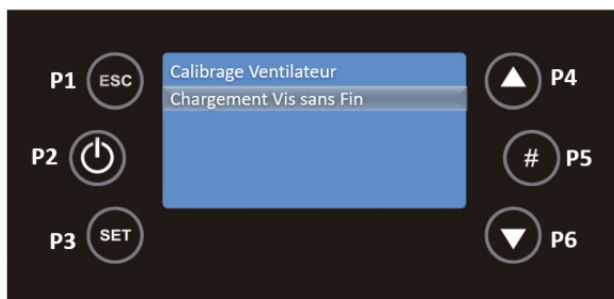 Calibrage Ventilateur
Chargement Vis sans Fin
P1 ESC
P4
P2
# P5
P3 SET
P6